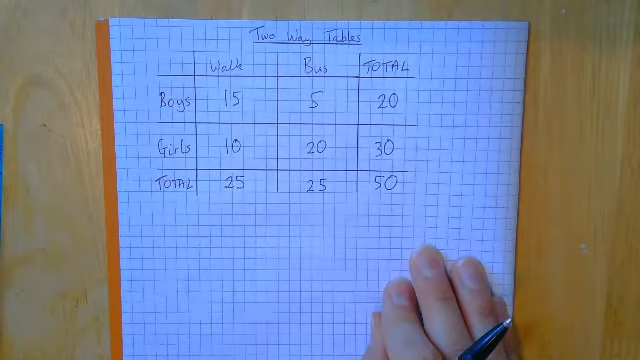 Two Way Tables
Walk Bus TOTAL
Boys 15 5 20
Girls 10 20 30
TOTAL 25 25 50